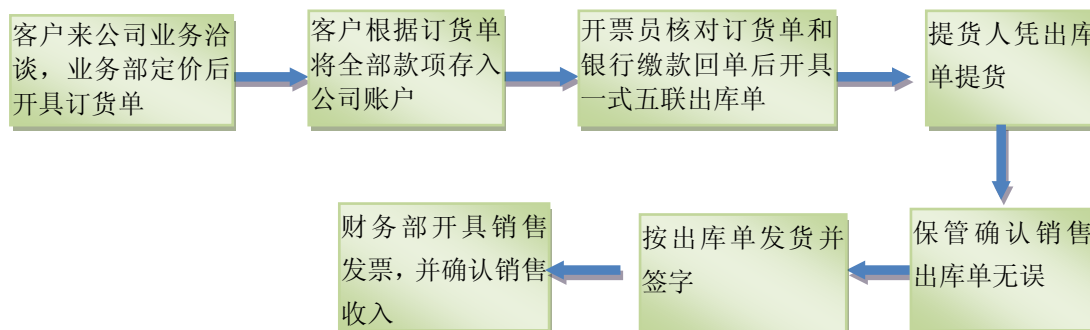 客户来公司业务洽
谈，业务部定价后
开具订货单
客户根据订货单
将全部款项存入
公司账户
开票员核对订货单和
银行缴款回单后开具
一式五联出库单
提货人凭出库
单提货
保管确认销售
出库单无误
按出库单发货并
签字
财务部开具销售
发票，并确认销售
收入